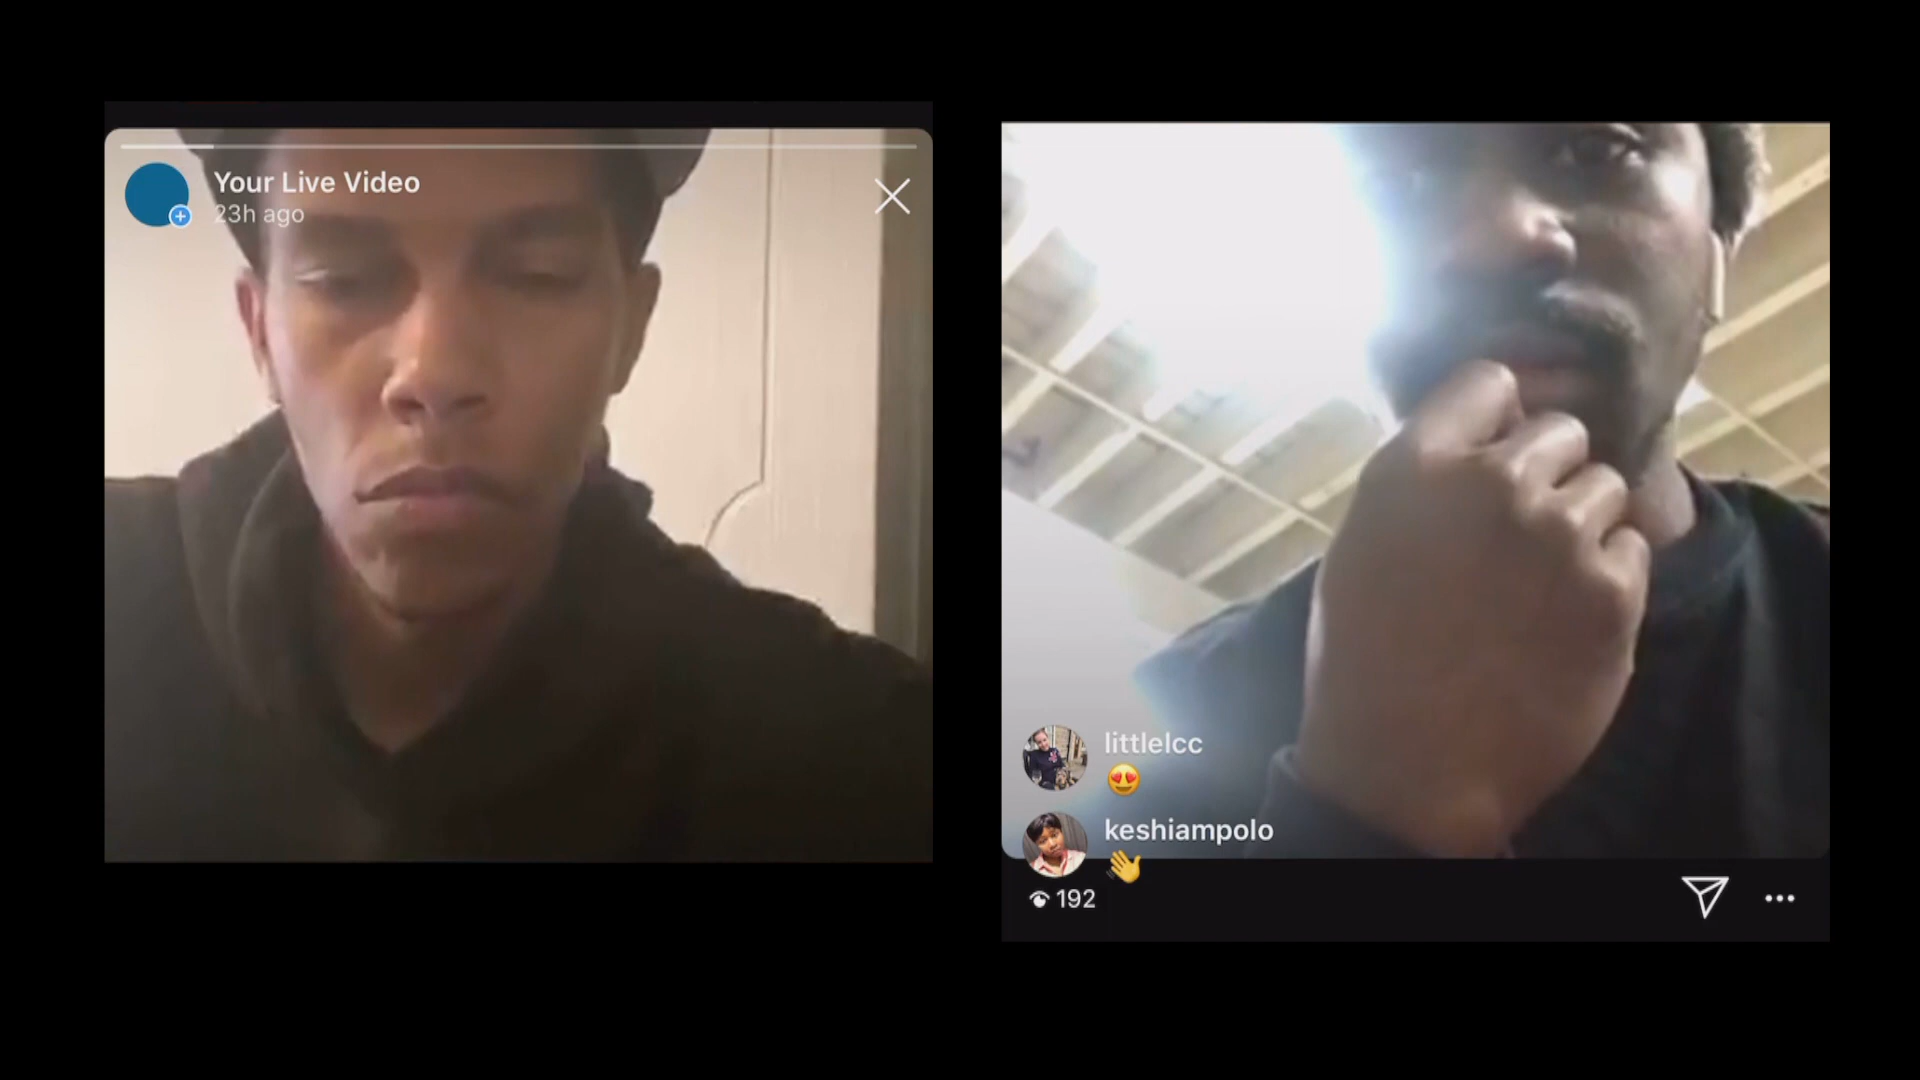 Your Live Video
23h ago
littlelcc
😍
keshiampolo
👋
192